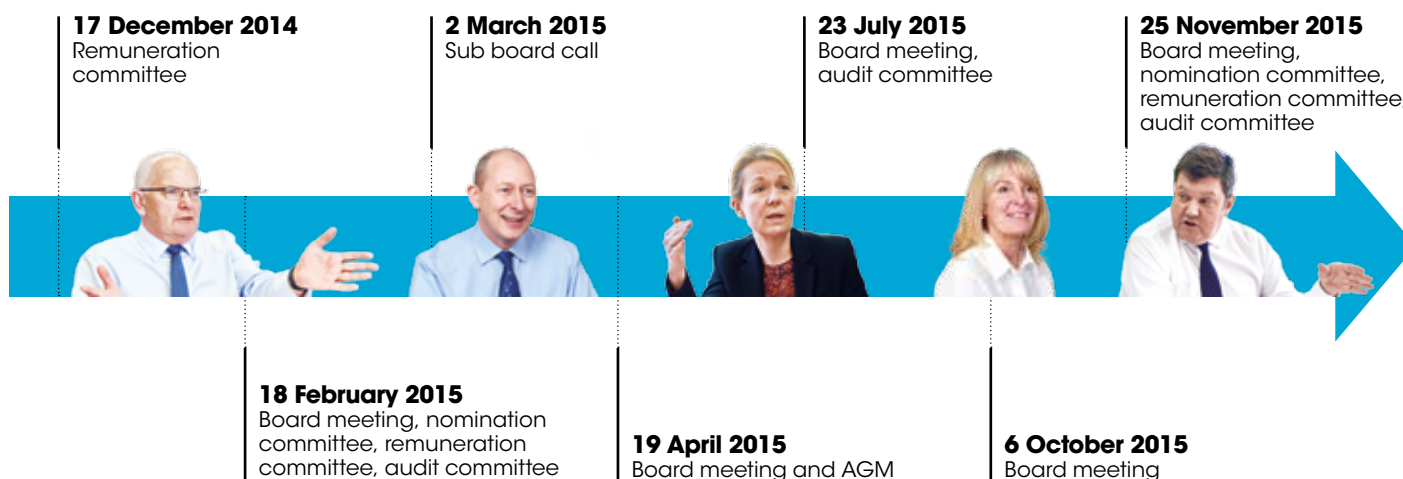 17 December 2014
Remuneration
committee
2 March 2015
Sub board call
23 July 2015
Board meeting,
audit committee
25 November 2015
Board meeting,
nomination committee,
remuneration committee,
audit committee
18 February 2015
Board meeting, nomination
committee, remuneration
committee, audit committee
19 April 2015
Board meeting and AGM
6 October 2015
Board meeting